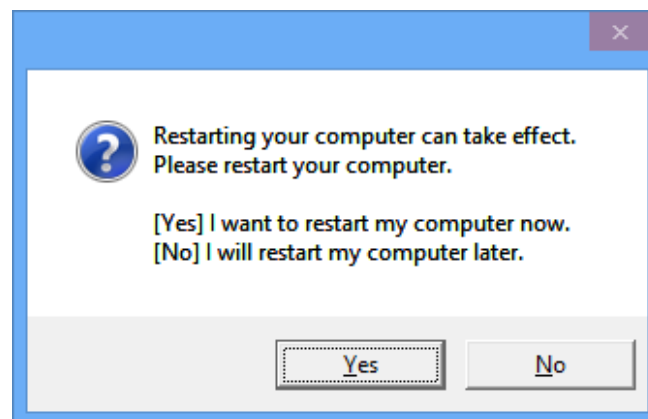 Restarting your computer can take effect.
Please restart your computer.
[Yes] I want to restart my computer now.
[No] I will restart my computer later.
Yes
No